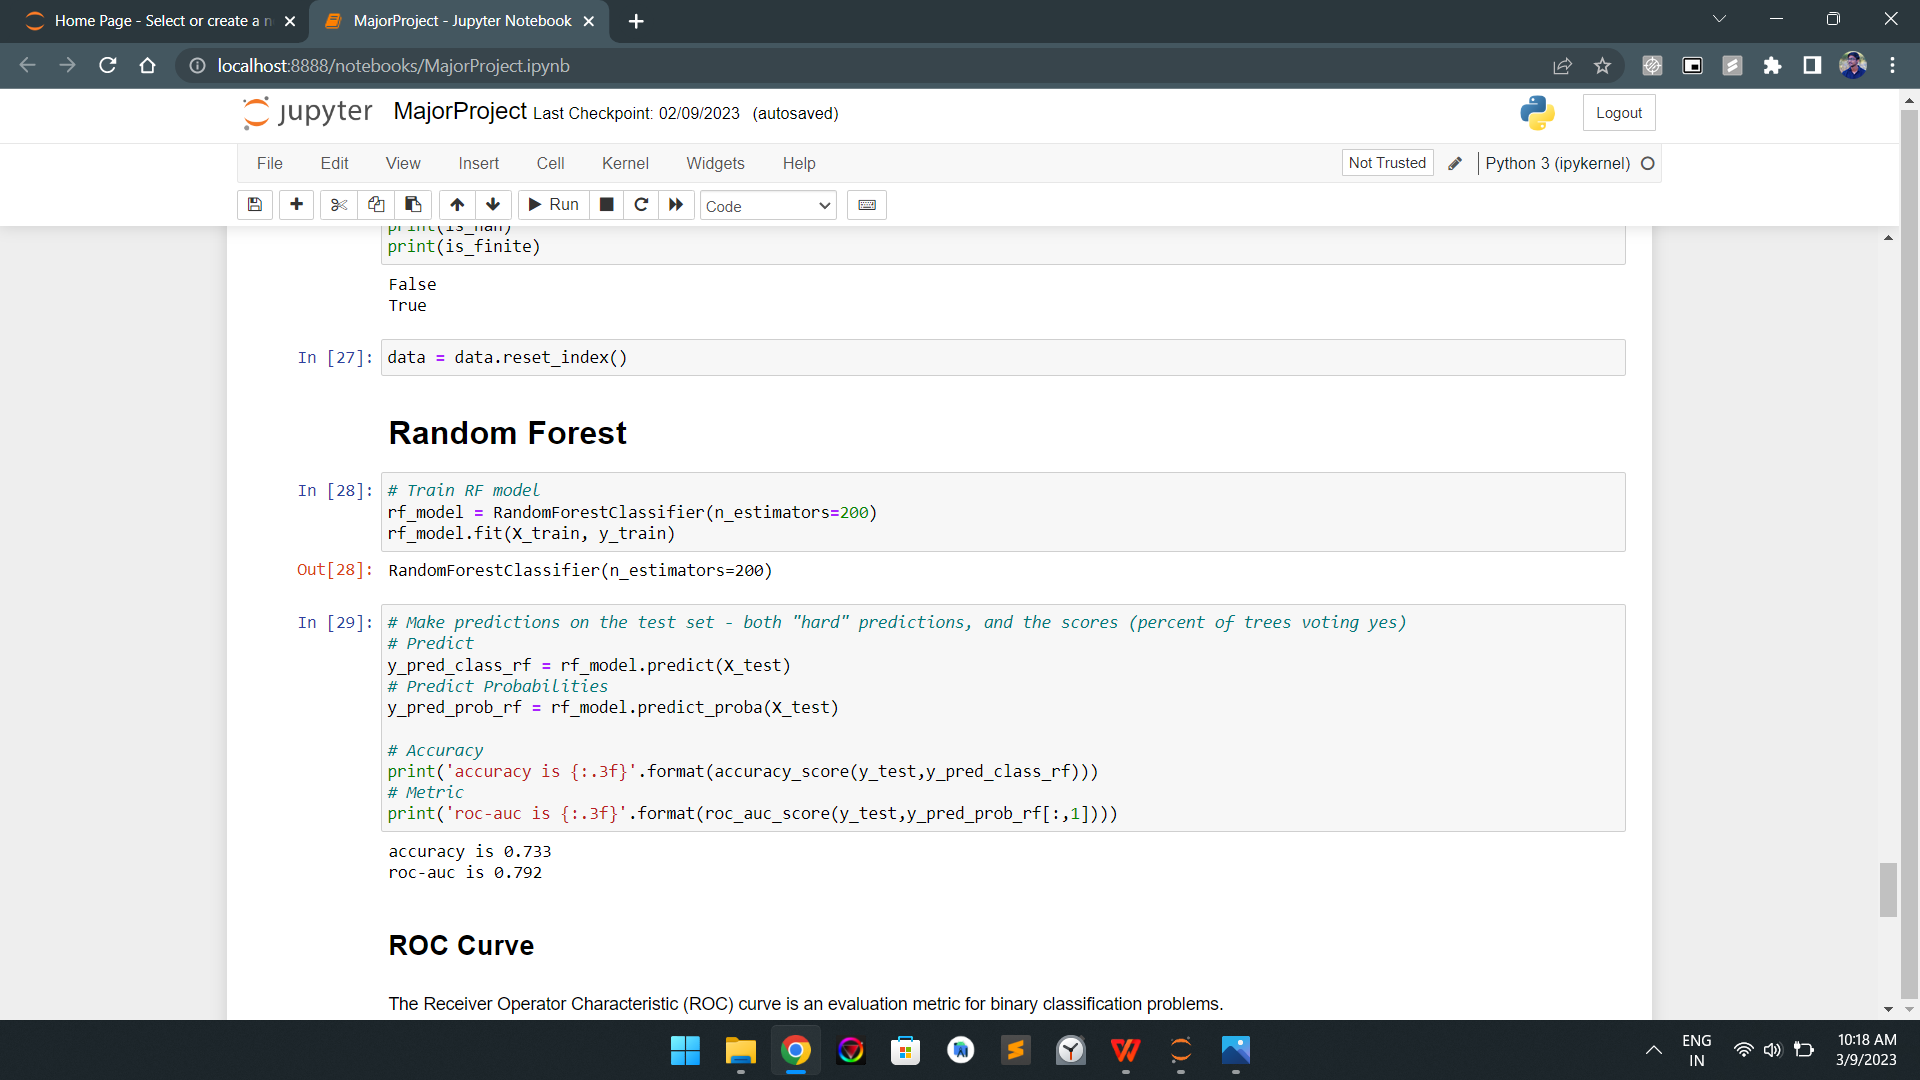 Home Page - Select or create a n
MajorProject - Jupyter Notebook
localhost:8888/notebooks/MajorProject.ipynb
jupyter MajorProject Last Checkpoint: 02/09/2023 (autosaved)
Logout
File Edit View Insert Cell Kernel Widgets Help
Not Trusted
Python 3 (ipykernel)
Run
Code
print(is_nan)
print(is_finite)
False
True
In [27]: data = data.reset_index()
Random Forest
In [28]: # Train RF model
rf_model = RandomForestClassifier(n_estimators=200)
rf_model.fit(X_train, y_train)
Out[28]: RandomForestClassifier(n_estimators=200)
In [29]: # Make predictions on the test set - both "hard" predictions, and the scores (percent of trees voting yes)
# Predict
y_pred_class_rf = rf_model.predict(X_test)
# Predict Probabilities
y_pred_prob_rf = rf_model.predict_proba(X_test)
# Accuracy
print('accuracy is {:.3f}'.format(accuracy_score(y_test,y_pred_class_rf)))
# Metric
print('roc-auc is {:.3f}'.format(roc_auc_score(y_test,y_pred_prob_rf[:,1])))
accuracy is 0.733
roc-auc is 0.792
ROC Curve
The Receiver Operator Characteristic (ROC) curve is an evaluation metric for binary classification problems.
ENG
IN
10:18 AM
3/9/2023